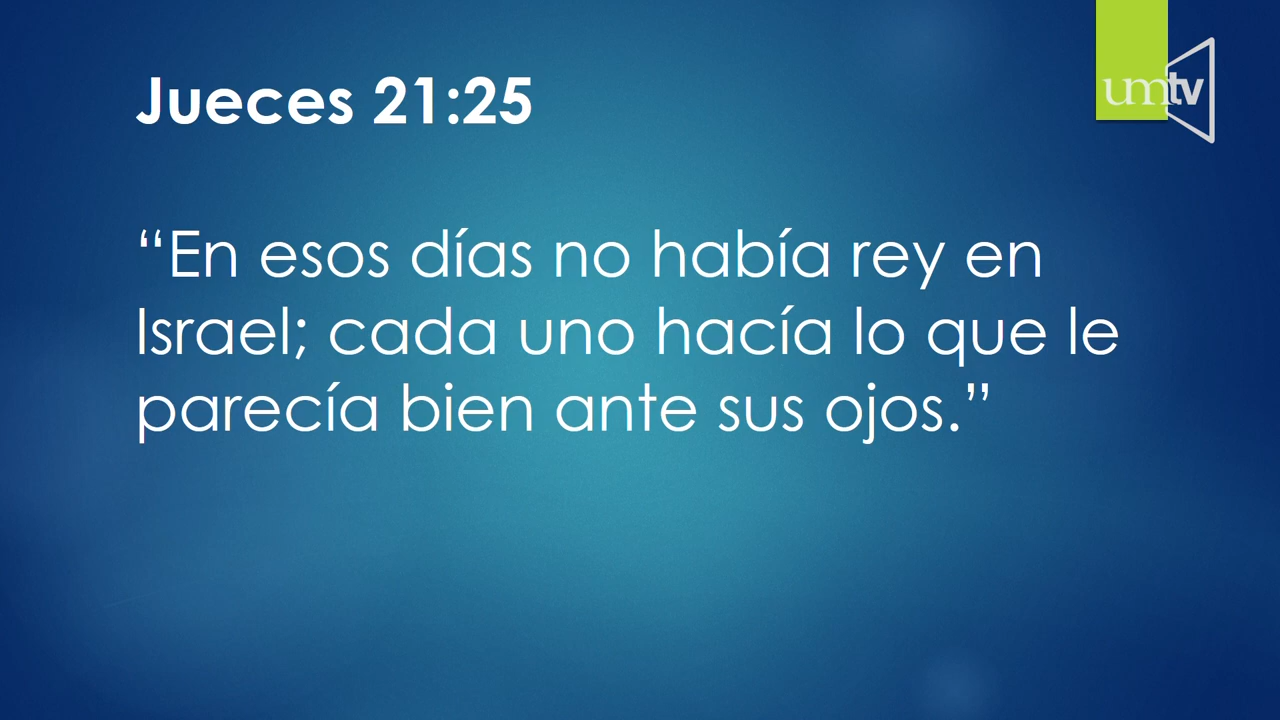 Jueces 21:25
umtv
“En esos días no había rey en
Israel; cada uno hacía lo que le
parecía bien ante sus ojos.”